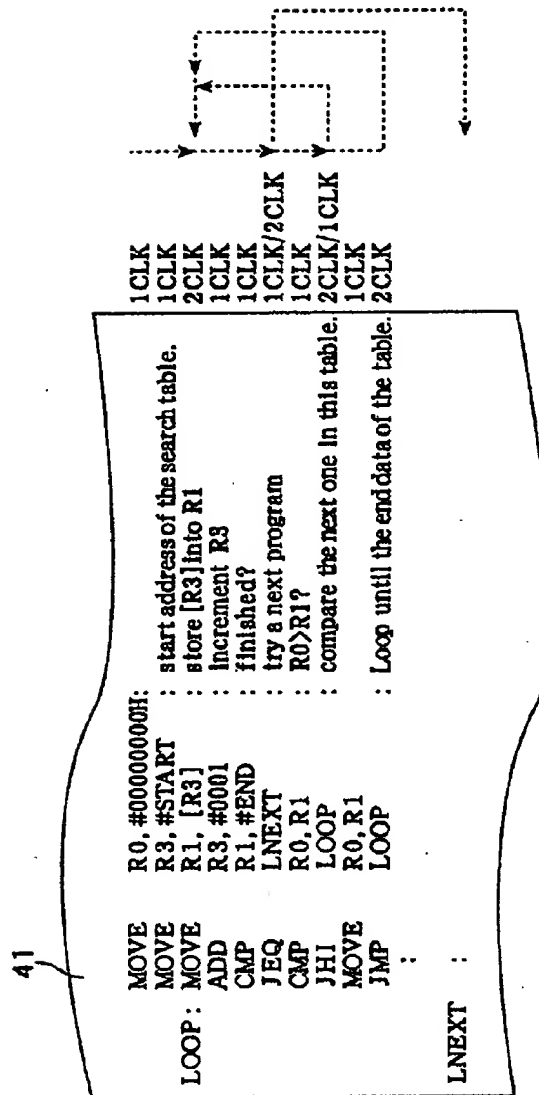 41
MOVE R0, #00000000H: 1CLK
MOVE R3, #START : start address of the search table. 1CLK
LOOP: MOVE R1, [R3] : store [R3] into R1 2CLK
ADD R3, #0001 : increment R3 1CLK
CMP R1, #END : finished? 1CLK
JEQ LNEXT : try a next program 1CLK/2CLK
CMP R0, R1 : R0>R1? 1CLK
JHI LOOP : compare the next one in this table. 2CLK/1CLK
MOVE R0, R1 1CLK
JMP LOOP : Loop until the end data of the table. 2CLK
:
LNEXT :